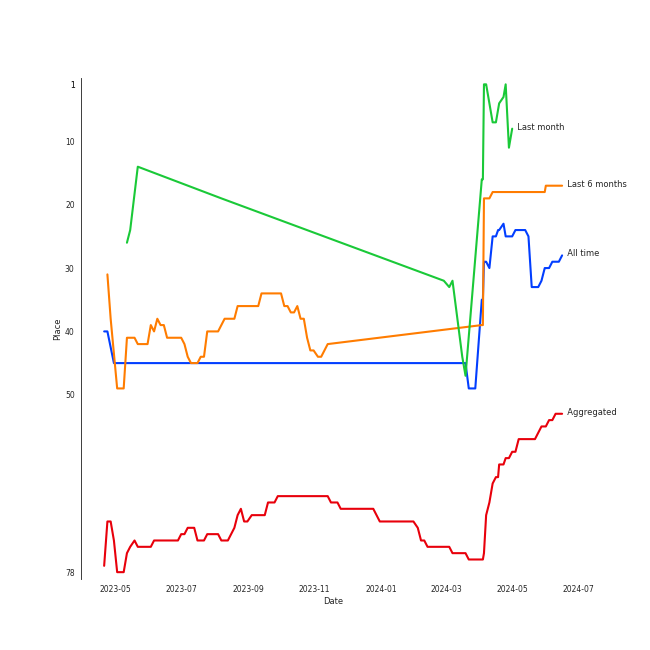 1
10
20
30
40
50
78
Place
Last month
Last 6 months
All time
Aggregated
2023-05 2023-07 2023-09 2023-11 2024-01 2024-03 2024-05 2024-07
Date